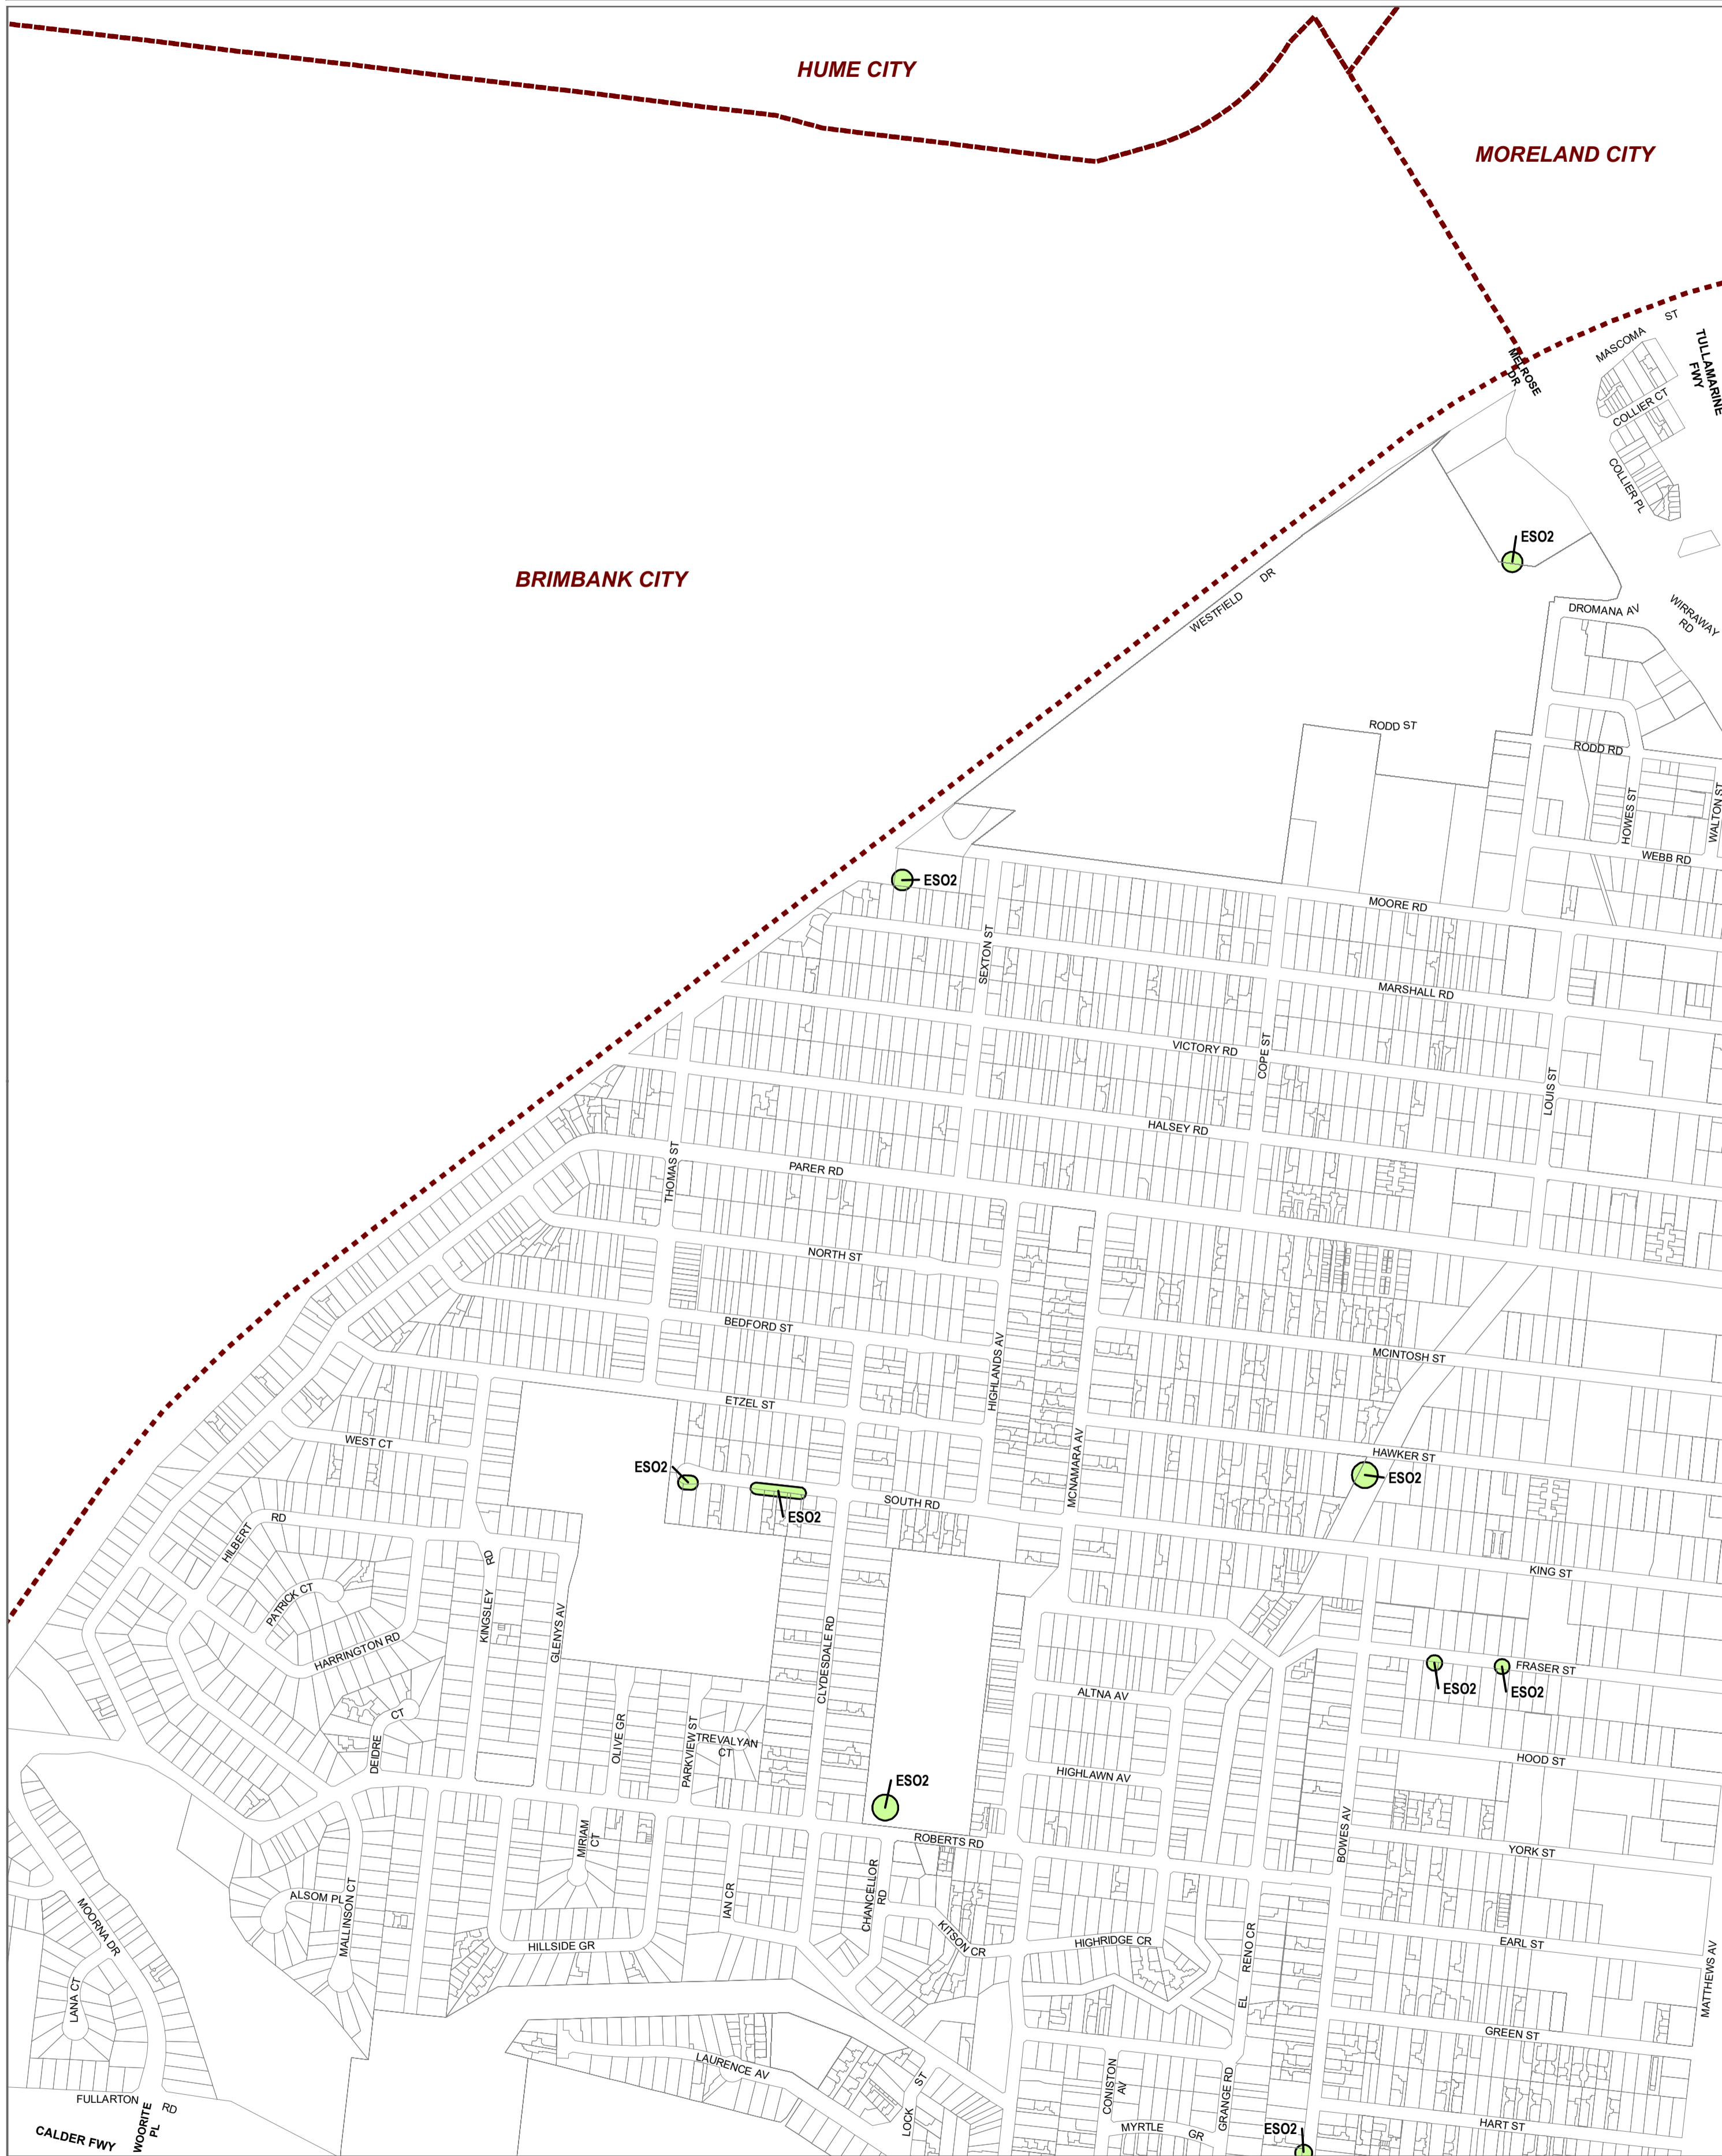 HUME CITY
MORELAND CITY
MASCOMA
ST
MELROSE
DR
TULLAMARINE
FWY
COLLIER CT
COLLIER PL
ESO2
BRIMBANK CITY
WESTFIELD
DR
DROMANA AV
WIRRAWAY
RD
RODD ST
RODD RD
HOWES ST
WALTON ST
WEBB RD
ESO2
MOORE RD
SEXTON ST
MARSHALL RD
VICTORY RD
COPE ST
LOUIS ST
HALSEY RD
THOMAS ST
PARER RD
NORTH ST
BEDFORD ST
HIGHLANDS AV
MCINTOSH ST
ETZEL ST
WEST CT
MCNAMARA AV
HAWKER ST
ESO2
ESO2
ESO2
SOUTH RD
HILBERT
RD
KING ST
PATRICK CT
KINGSLEY
RD
GLENYS AV
HARRINGTON RD
CLYDESDALE RD
FRASER ST
ESO2
ESO2
ALTNA AV
DEIDRE
CT
OLIVE GR
PARKVIEW ST
TREVALYAN
CT
HOOD ST
HIGHLAWN AV
ESO2
BOWES AV
ROBERTS RD
MIRIAM
CT
YORK ST
ALSOM PL
MALLINSON CT
IAN CR
CHANCELLOR
RD
MOORNA DR
HILLSIDE GR
KITSON CR
HIGHRIDGE CR
EL
RENO CR
EARL ST
MATTHEWS AV
LANA CT
GREEN ST
LAURENCE AV
LOCK
ST
CONISTON
AV
GRANGE RD
FULLARTON
RD
WOORITE
PL
CALDER FWY
MYRTLE
GR
ESO2
HART ST